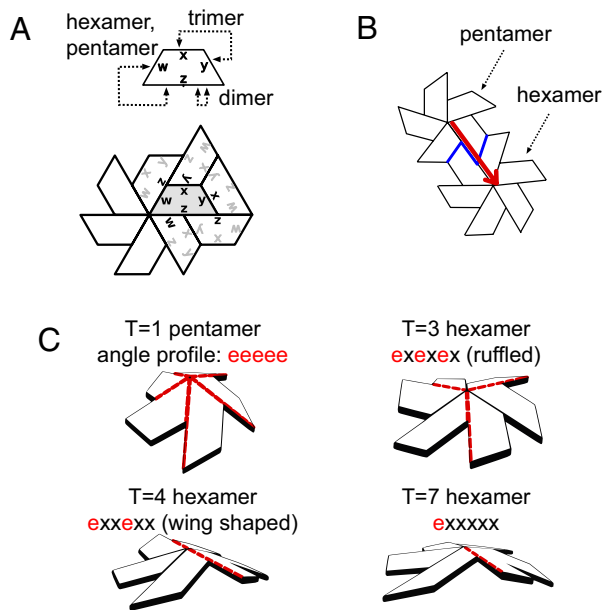 A
hexamer,
pentamer
trimer
x
w
y
z
dimer
z
y
x
w
x
y
z
w
x
z
B
pentamer
hexamer
C
T=1 pentamer
angle profile: eeeee
T=3 hexamer
exexex (ruffled)
T=4 hexamer
exxexx (wing shaped)
T=7 hexamer
exxxxx